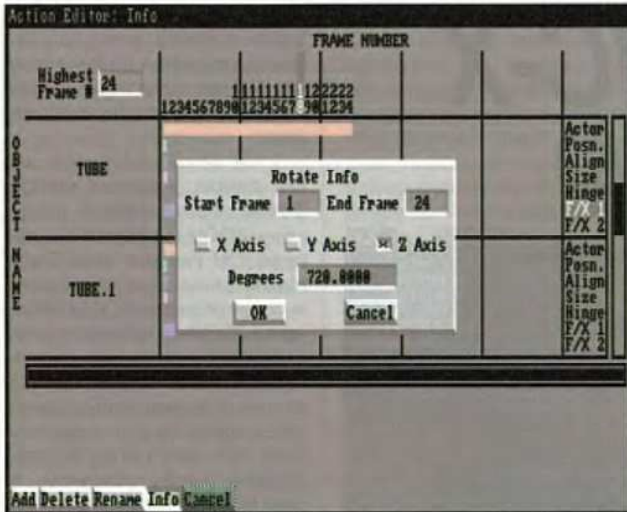 Action Editor: Info
FRAME NUMBER
Highest
Frame # 24
11111111 122222
123456789012345678901234
OBJECT
NAME
TUBE
Actor
Posn.
Align
Size
Hinge
F/X 1
F/X 2
Rotate Info
Start Frame 1 End Frame 24
X Axis Y Axis Z Axis
Degrees 720.0000
OK Cancel
TUBE.1
Actor
Posn.
Align
Size
Hinge
F/X 1
F/X 2
Add Delete Rename Info Cancel